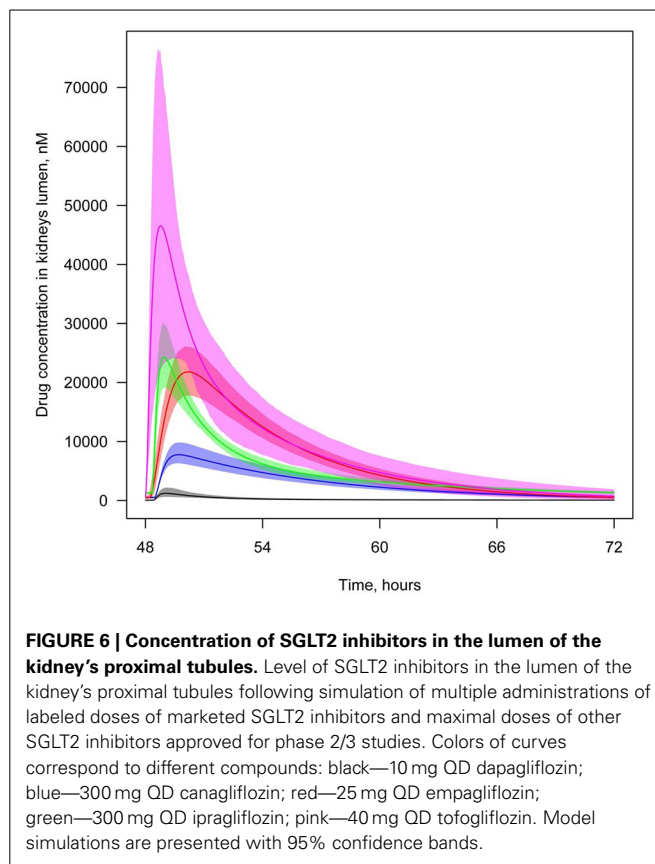 70000
60000
50000
40000
30000
20000
10000
0
Drug concentration in kidneys lumen, nM
48 54 60 66 72
Time, hours
FIGURE 6 | Concentration of SGLT2 inhibitors in the lumen of the
kidney's proximal tubules. Level of SGLT2 inhibitors in the lumen of the
kidney's proximal tubules following simulation of multiple administrations of
labeled doses of marketed SGLT2 inhibitors and maximal doses of other
SGLT2 inhibitors approved for phase 2/3 studies. Colors of curves
correspond to different compounds: black—10 mg QD dapagliflozin;
blue—300 mg QD canagliflozin; red—25 mg QD empagliflozin;
green—300 mg QD ipragliflozin; pink—40 mg QD tofogliflozin. Model
simulations are presented with 95% confidence bands.